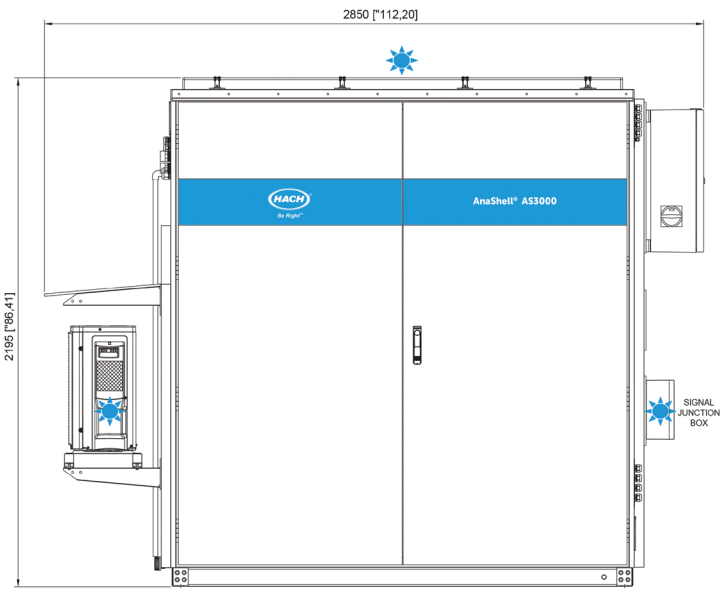 2850 ["112,20]
2195 ["86,41]
HACH®
Be Right™
AnaShell® AS3000
SIGNAL
JUNCTION
BOX